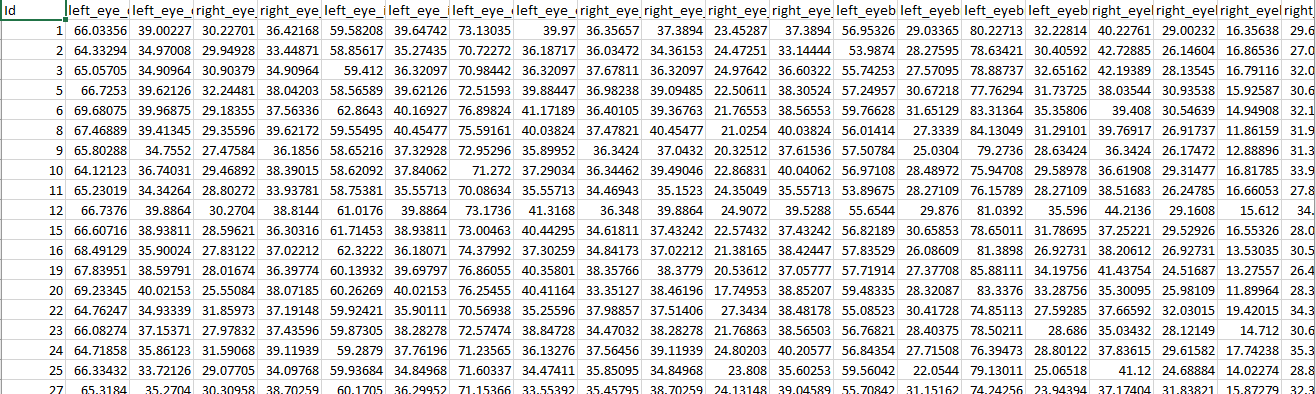 Id left_eye_ left_eye_ right_eye_ right_eye_ left_eye_i left_eye_i left_eye_ left_eye_ right_eye_ right_eye_ right_eye_ right_eye_ left_eyeb left_eyeb left_eyeb left_eyeb right_eyel right_eyel right_eyel right
1 66.03356 39.00227 30.22701 36.42168 59.58208 39.64742 73.13035 39.97 36.35657 37.3894 23.45287 37.3894 56.95326 29.03365 80.22713 32.22814 40.22761 29.00232 16.35638 29.6
2 64.33294 34.97008 29.94928 33.44871 58.85617 35.27435 70.72272 36.18717 36.03472 34.36153 24.47251 33.14444 53.9874 28.27595 78.63421 30.40592 42.72885 26.14604 16.86536 27.0
3 65.05705 34.90964 30.90379 34.90964 59.412 36.32097 70.98442 36.32097 37.67811 36.32097 24.97642 36.60322 55.74253 27.57095 78.88737 32.65162 42.19389 28.13545 16.79116 32.0
5 66.7253 39.62126 32.24481 38.04203 58.56589 39.62126 72.51593 39.88447 36.98238 39.09485 22.50611 38.30524 57.24957 30.67218 77.76294 31.73725 38.03544 30.93538 15.92587 30.6
6 69.68075 39.96875 29.18355 37.56336 62.8643 40.16927 76.89824 41.17189 36.40105 39.36763 21.76553 38.56553 59.76628 31.65129 83.31364 35.35806 39.408 30.54639 14.94908 32.1
8 67.46889 39.41345 29.35596 39.62172 59.55495 40.45477 75.59161 40.03824 37.47821 40.45477 21.0254 40.03824 56.01414 27.3339 84.13049 31.29101 39.76917 26.91737 11.86159 31.9
9 65.80288 34.7552 27.47584 36.1856 58.65216 37.32928 72.95296 35.89952 36.3424 37.0432 20.32512 37.61536 57.50784 25.0304 79.2736 28.63424 36.3424 26.17472 12.88896 31.3
10 64.12123 36.74031 29.46892 38.39015 58.62092 37.84062 71.272 37.29034 36.34462 39.49046 22.86831 40.04062 56.97108 28.48972 75.94708 29.58978 36.61908 29.31477 16.81785 33.9
11 65.23019 34.34264 28.80272 33.93781 58.75381 35.55713 70.08634 35.55713 34.46943 35.1523 24.35049 35.55713 53.89675 28.27109 76.15789 28.27109 38.51683 26.24785 16.66053 27.8
12 66.7376 39.8864 30.2704 38.8144 61.0176 39.8864 73.1736 41.3168 36.348 39.8864 24.9072 39.5288 55.6544 29.876 81.0392 35.596 44.2136 29.1608 15.612 34.
15 66.60716 38.93811 28.59621 36.30316 61.71453 38.93811 73.00463 40.44295 34.61811 37.43242 22.57432 37.43242 56.82189 30.65853 78.65011 31.78695 37.25221 29.52926 16.55326 28.0
16 68.49129 35.90024 27.83122 37.02212 62.3222 36.18071 74.37992 37.30259 34.84173 37.02212 21.38165 38.42447 57.83529 26.08609 81.3898 26.92731 38.20612 26.92731 13.53035 30.5
19 67.83951 38.59791 28.01674 36.39774 60.13932 39.69797 76.86055 40.35801 38.35766 38.3779 20.53612 37.05777 57.71914 27.37708 85.88111 34.19756 41.43754 24.51687 13.27557 26.4
20 69.23345 40.02153 25.55084 38.07185 60.26269 40.02153 76.25455 40.41164 33.35127 38.46196 17.74953 38.85207 59.48335 28.32087 83.3376 33.28756 35.30095 25.98109 11.89964 28.3
22 64.76247 34.93339 31.85973 37.19148 59.92421 35.90111 70.56938 35.25596 37.98857 37.51406 27.3434 38.48178 55.08523 30.41728 74.85113 27.59285 37.66592 32.03015 19.42015 34.3
23 66.08274 37.15371 27.97832 37.43596 59.87305 38.28278 72.57474 38.84728 34.47032 38.28278 21.76863 38.56503 56.76821 28.40375 78.50211 28.686 35.03432 28.12149 14.712 30.6
24 64.71858 35.86123 31.59068 39.11939 59.2879 37.76196 71.23565 36.13276 37.56456 39.11939 24.80203 40.20577 56.84354 27.71508 76.39473 28.80122 37.83615 29.61582 17.74238 35.3
25 66.33432 33.72126 29.07705 34.09768 59.93684 34.84968 71.60337 34.47411 35.85095 34.84968 23.808 35.60253 59.56042 22.0544 79.13011 25.06518 41.12 24.68884 14.02274 28.8
27 65.3184 35.2704 30.30958 38.70259 60.1705 36.29952 71.15366 33.55392 35.45795 38.70259 24.13148 39.04589 55.70842 31.15162 74.24256 23.94394 37.17404 31.83821 15.87279 32.3